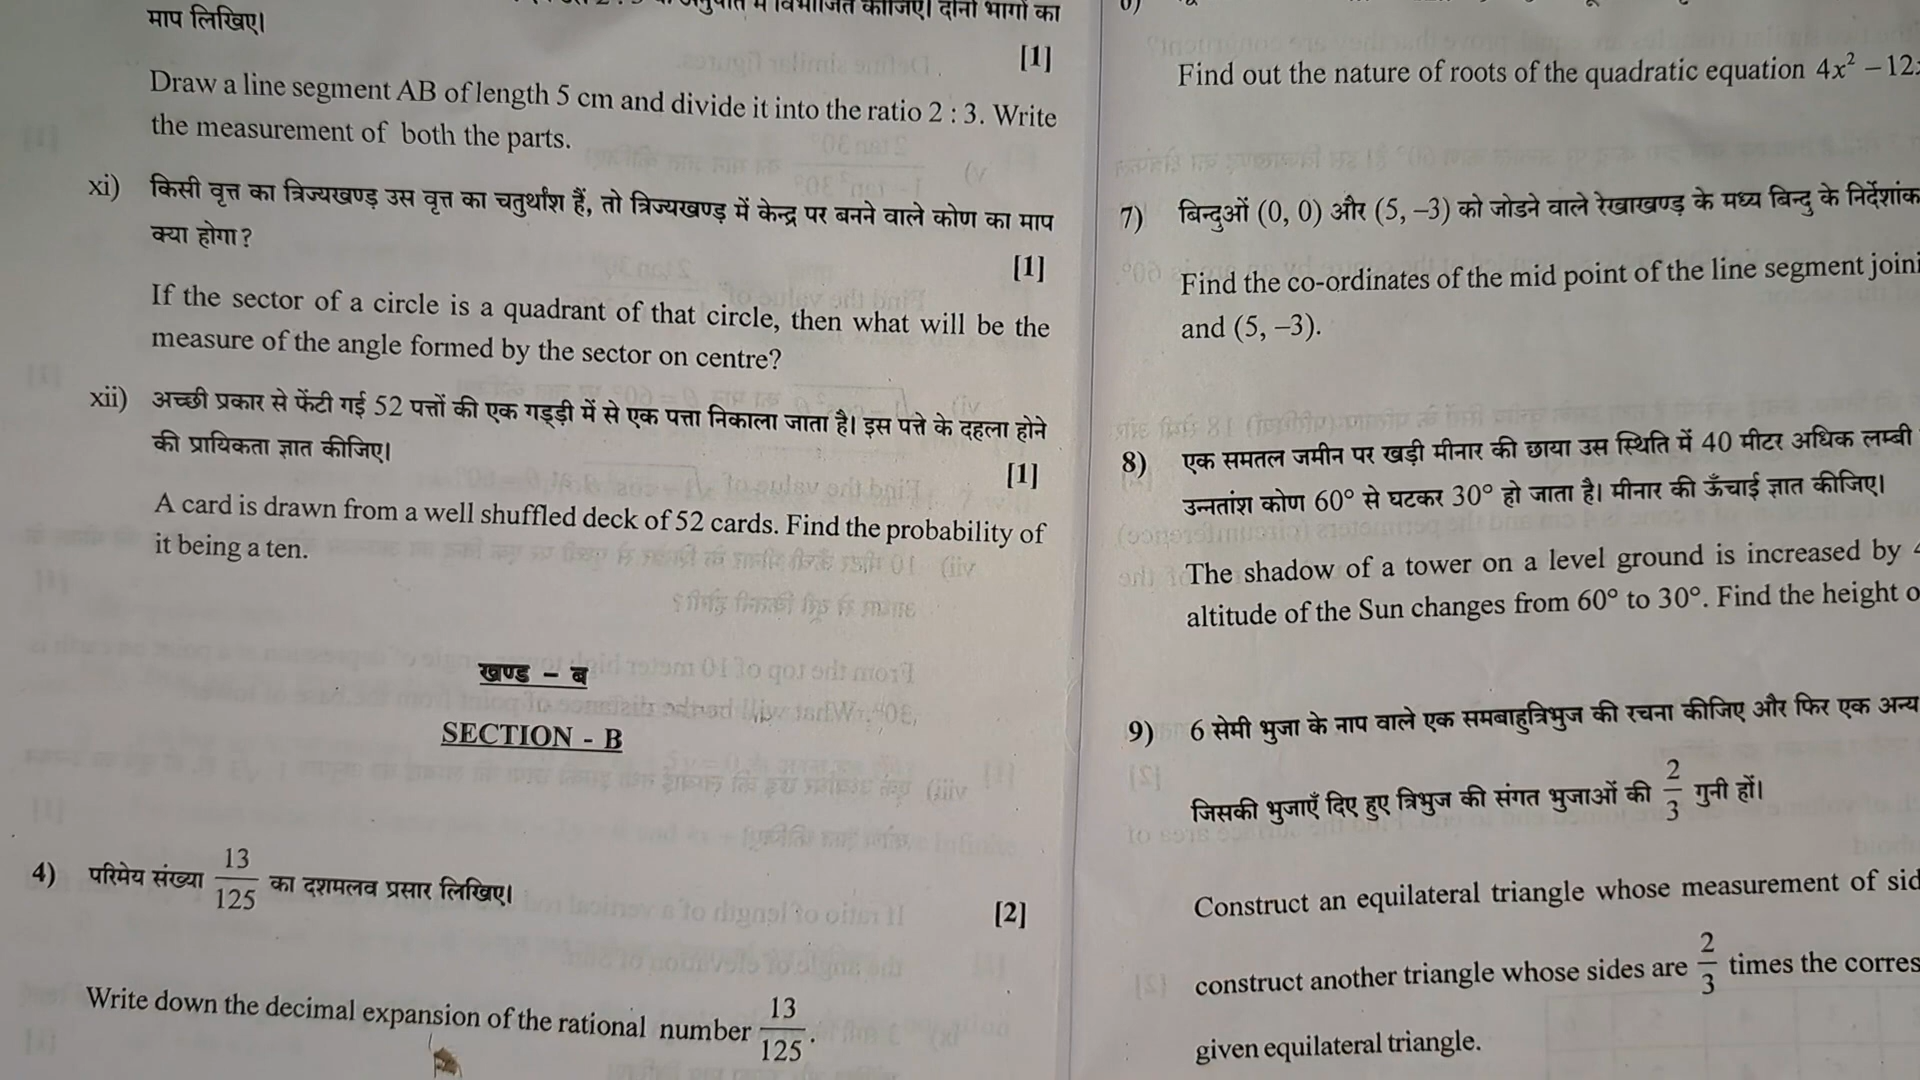 माप लिखिए।
[1]
Draw a line segment AB of length 5 cm and divide it into the ratio 2 : 3. Write
the measurement of both the parts.
xi) किसी वृत्त का त्रिज्यखण्ड उस वृत्त का चतुर्थांश हैं, तो त्रिज्यखण्ड में केन्द्र पर बनने वाले कोण का माप
क्या होगा?
[1]
If the sector of a circle is a quadrant of that circle, then what will be the
measure of the angle formed by the sector on centre?
xii) अच्छी प्रकार से फेंटी गई 52 पत्तों की एक गड्ड़ी में से एक पत्ता निकाला जाता है। इस पत्ते के दहला होने
की प्रायिकता ज्ञात कीजिए।
[1]
A card is drawn from a well shuffled deck of 52 cards. Find the probability of
it being a ten.
खण्ड – ब
SECTION - B
4) परिमेय संख्या 13/125 का दशमलव प्रसार लिखिए।
[2]
Write down the decimal expansion of the rational number 13/125.
Find out the nature of roots of the quadratic equation 4x² – 12
7) बिन्दुओं (0, 0) और (5, –3) को जोडने वाले रेखाखण्ड के मध्य बिन्दु के निर्देशांक
Find the co-ordinates of the mid point of the line segment
and (5, –3).
8) एक समतल जमीन पर खड़ी मीनार की छाया उस स्थिति में 40 मीटर अधिक लम्बी
उन्नतांश कोण 60° से घटकर 30° हो जाता है। मीनार की ऊँचाई ज्ञात कीजिए।
The shadow of a tower on a level ground is increased by
altitude of the Sun changes from 60° to 30°. Find the height
9) 6 सेमी भुजा के नाप वाले एक समबाहुत्रिभुज की रचना कीजिए और फिर एक अन्य
जिसकी भुजाएँ दिए हुए त्रिभुज की संगत भुजाओं की 2/3 गुनी हों।
Construct an equilateral triangle whose measurement of
construct another triangle whose sides are 2/3 times the
given equilateral triangle.